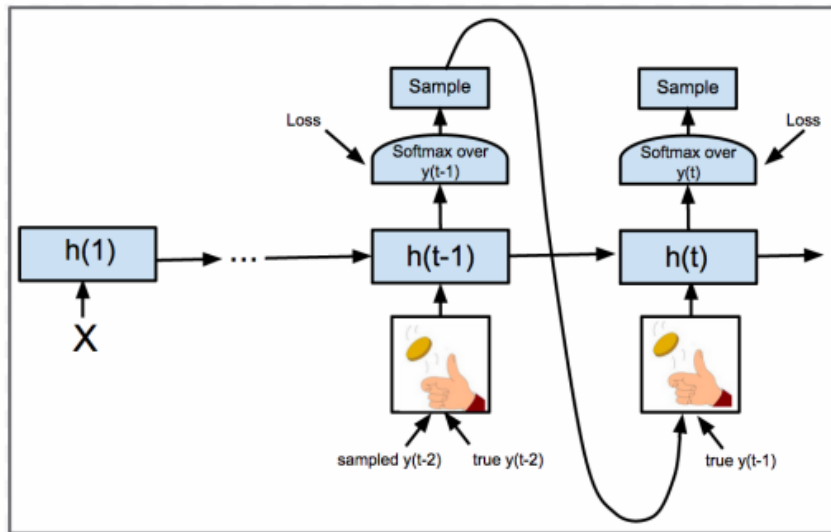 Sample
Sample
Loss
Softmax over
y(t-1)
Softmax over
y(t)
Loss
h(1)
...
h(t-1)
h(t)
X
sampled y(t-2)
true y(t-2)
true y(t-1)